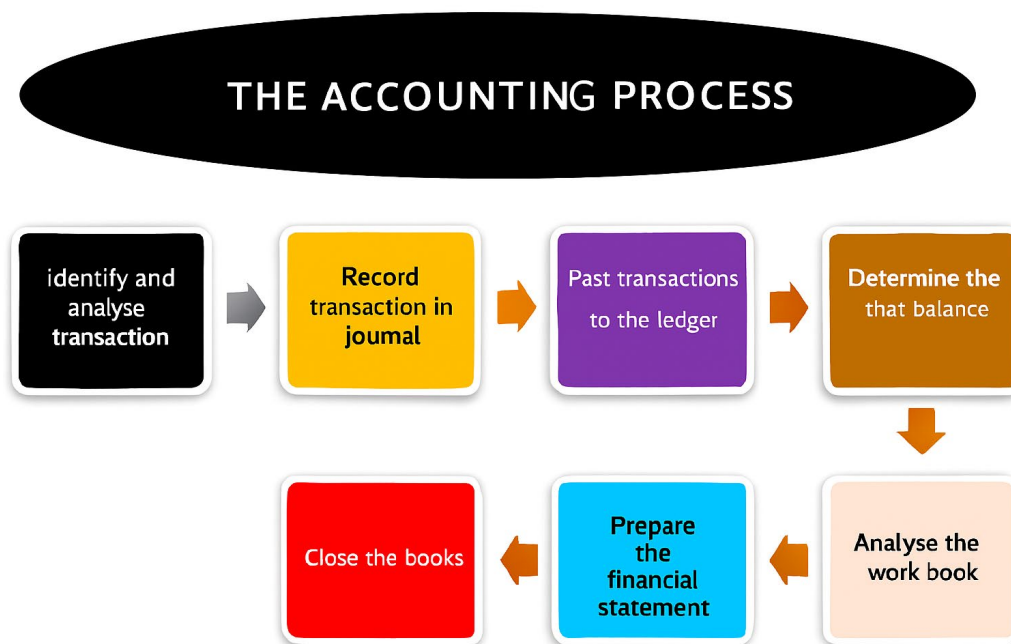 THE ACCOUNTING PROCESS
identify and
analyse
transaction
Record
transaction in
joumal
Past transactions
to the ledger
Determine the
that balance
Analyse the
work book
Prepare
the
financial
statement
Close the books